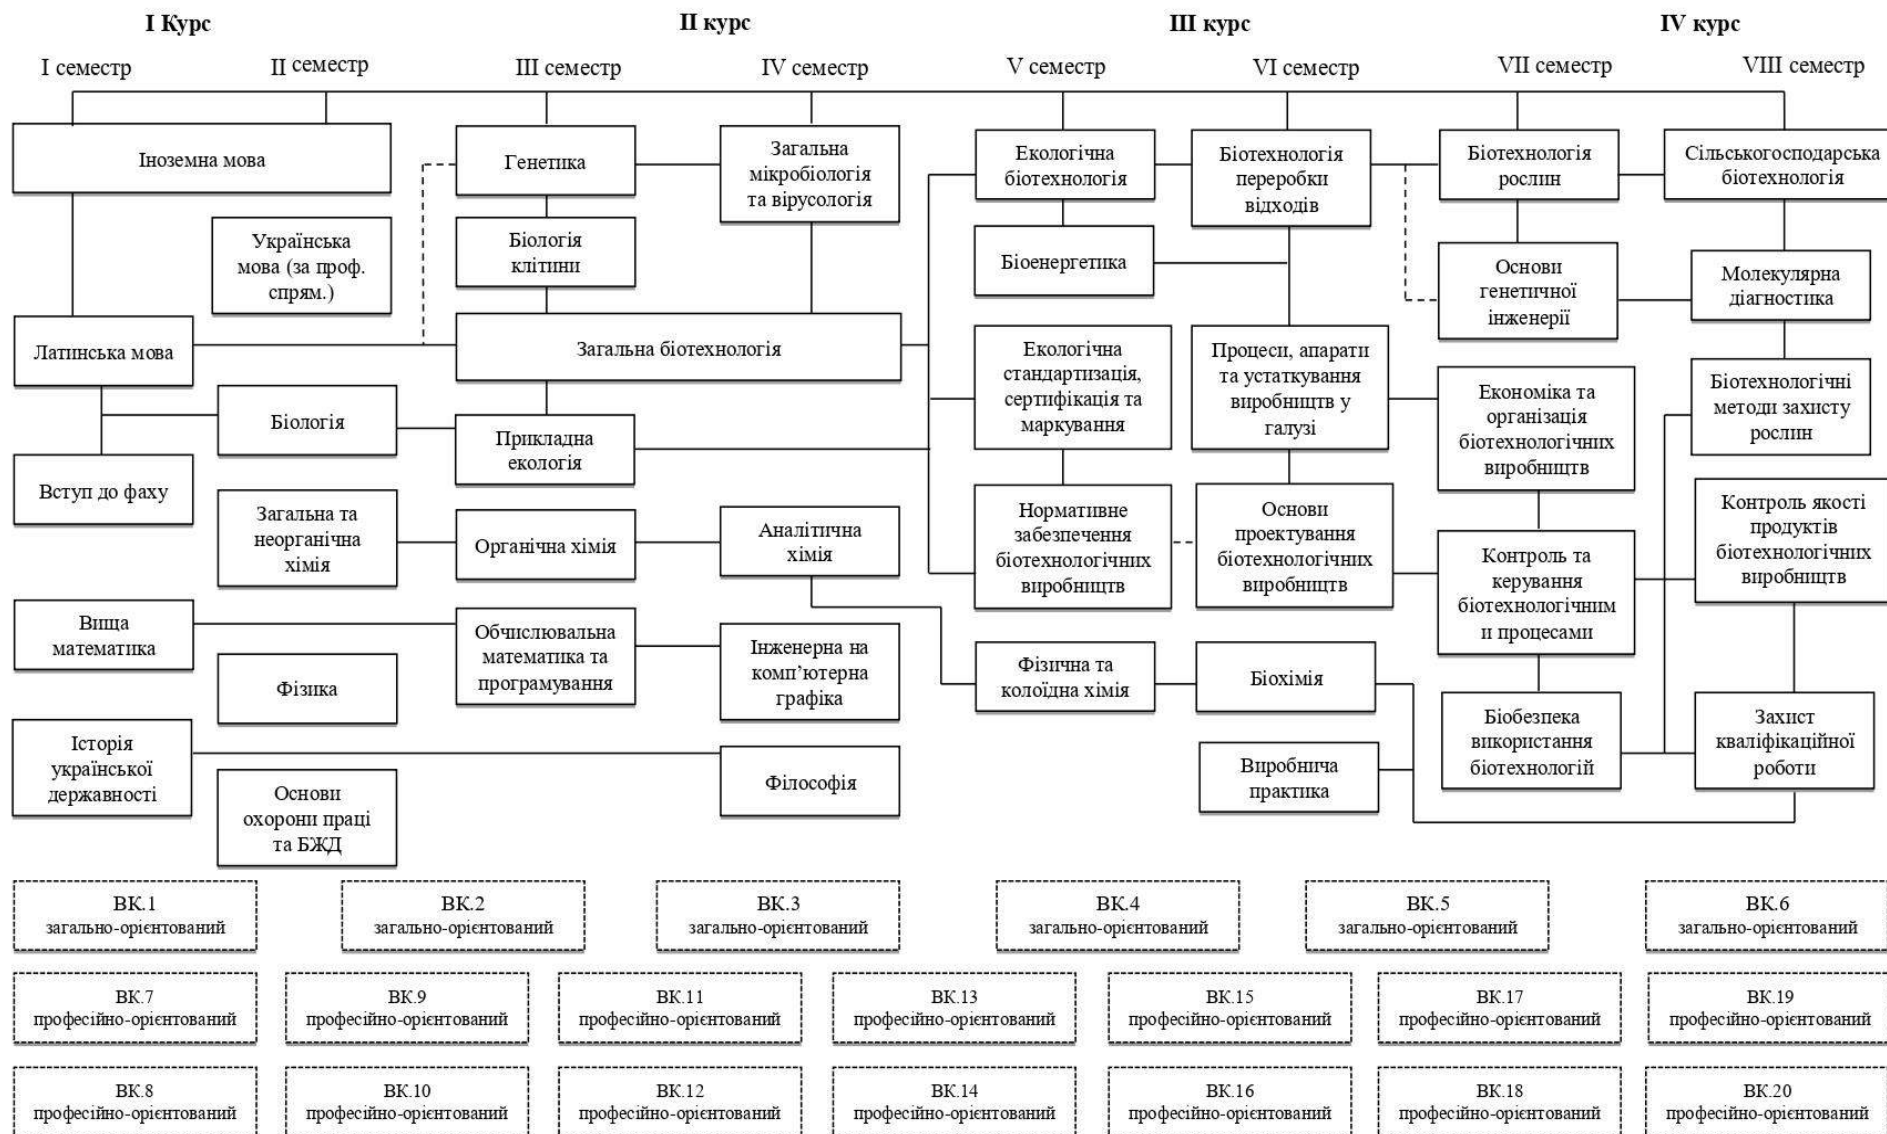 І Курс
ІІ курс
ІІІ курс
IV курс
І семестр
ІІ семестр
ІІІ семестр
IV семестр
V семестр
VI семестр
VII семестр
VIII семестр
Іноземна мова
Генетика
Загальна
мікробіологія
та вірусологія
Екологічна
біотехнологія
Біотехнологія
переробки
відходів
Біотехнологія
рослин
Сільськогосподарська
біотехнологія
Українська
мова (за проф.
спрям.)
Біологія
клітини
Біоенергетика
Основи
генетичної
інженерії
Молекулярна
діагностика
Латинська мова
Загальна біотехнологія
Екологічна
стандартизація,
сертифікація та
маркування
Процеси, апарати
та устаткування
виробництв у
галузі
Економіка та
організація
біотехнологічних
виробництв
Біотехнологічні
методи захисту
рослин
Біологія
Прикладна
екологія
Вступ до фаху
Загальна та
неорганічна
хімія
Органічна хімія
Аналітична
хімія
Нормативне
забезпечення
біотехнологічних
виробництв
Основи
проектування
біотехнологічних
виробництв
Контроль та
керування
біотехнологічним
и процесами
Контроль якості
продуктів
біотехнологічних
виробництв
Вища
математика
Фізика
Обчислювальна
математика та
програмування
Інженерна на
комп’ютерна
графіка
Фізична та
колоїдна хімія
Біохімія
Біобезпека
використання
біотехнологій
Захист
кваліфікаційної
роботи
Історія
української
державності
Основи
охорони праці
та БЖД
Філософія
Виробнича
практика
ВК.1
загально-орієнтований
ВК.2
загально-орієнтований
ВК.3
загально-орієнтований
ВК.4
загально-орієнтований
ВК.5
загально-орієнтований
ВК.6
загально-орієнтований
ВК.7
професійно-орієнтований
ВК.9
професійно-орієнтований
ВК.11
професійно-орієнтований
ВК.13
професійно-орієнтований
ВК.15
професійно-орієнтований
ВК.17
професійно-орієнтований
ВК.19
професійно-орієнтований
ВК.8
професійно-орієнтований
ВК.10
професійно-орієнтований
ВК.12
професійно-орієнтований
ВК.14
професійно-орієнтований
ВК.16
професійно-орієнтований
ВК.18
професійно-орієнтований
ВК.20
професійно-орієнтований